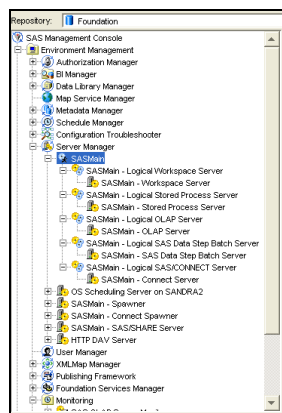 Repository: Foundation
SAS Management Console
Environment Management
Authorization Manager
BI Manager
Data Library Manager
Map Service Manager
Metadata Manager
Schedule Manager
Configuration Troubleshooter
Server Manager
SASMain
SASMain - Logical Workspace Server
SASMain - Workspace Server
SASMain - Logical Stored Process Server
SASMain - Stored Process Server
SASMain - Logical OLAP Server
SASMain - OLAP Server
SASMain - Logical SAS Data Step Batch Server
SASMain - SAS Data Step Batch Server
SASMain - Logical SAS/CONNECT Server
SASMain - Connect Server
OS Scheduling Server on SANDRA2
SASMain - Spawner
SASMain - Connect Spawner
SASMain - SAS/SHARE Server
HTTP DAV Server
User Manager
XMLMap Manager
Publishing Framework
Foundation Services Manager
Monitoring